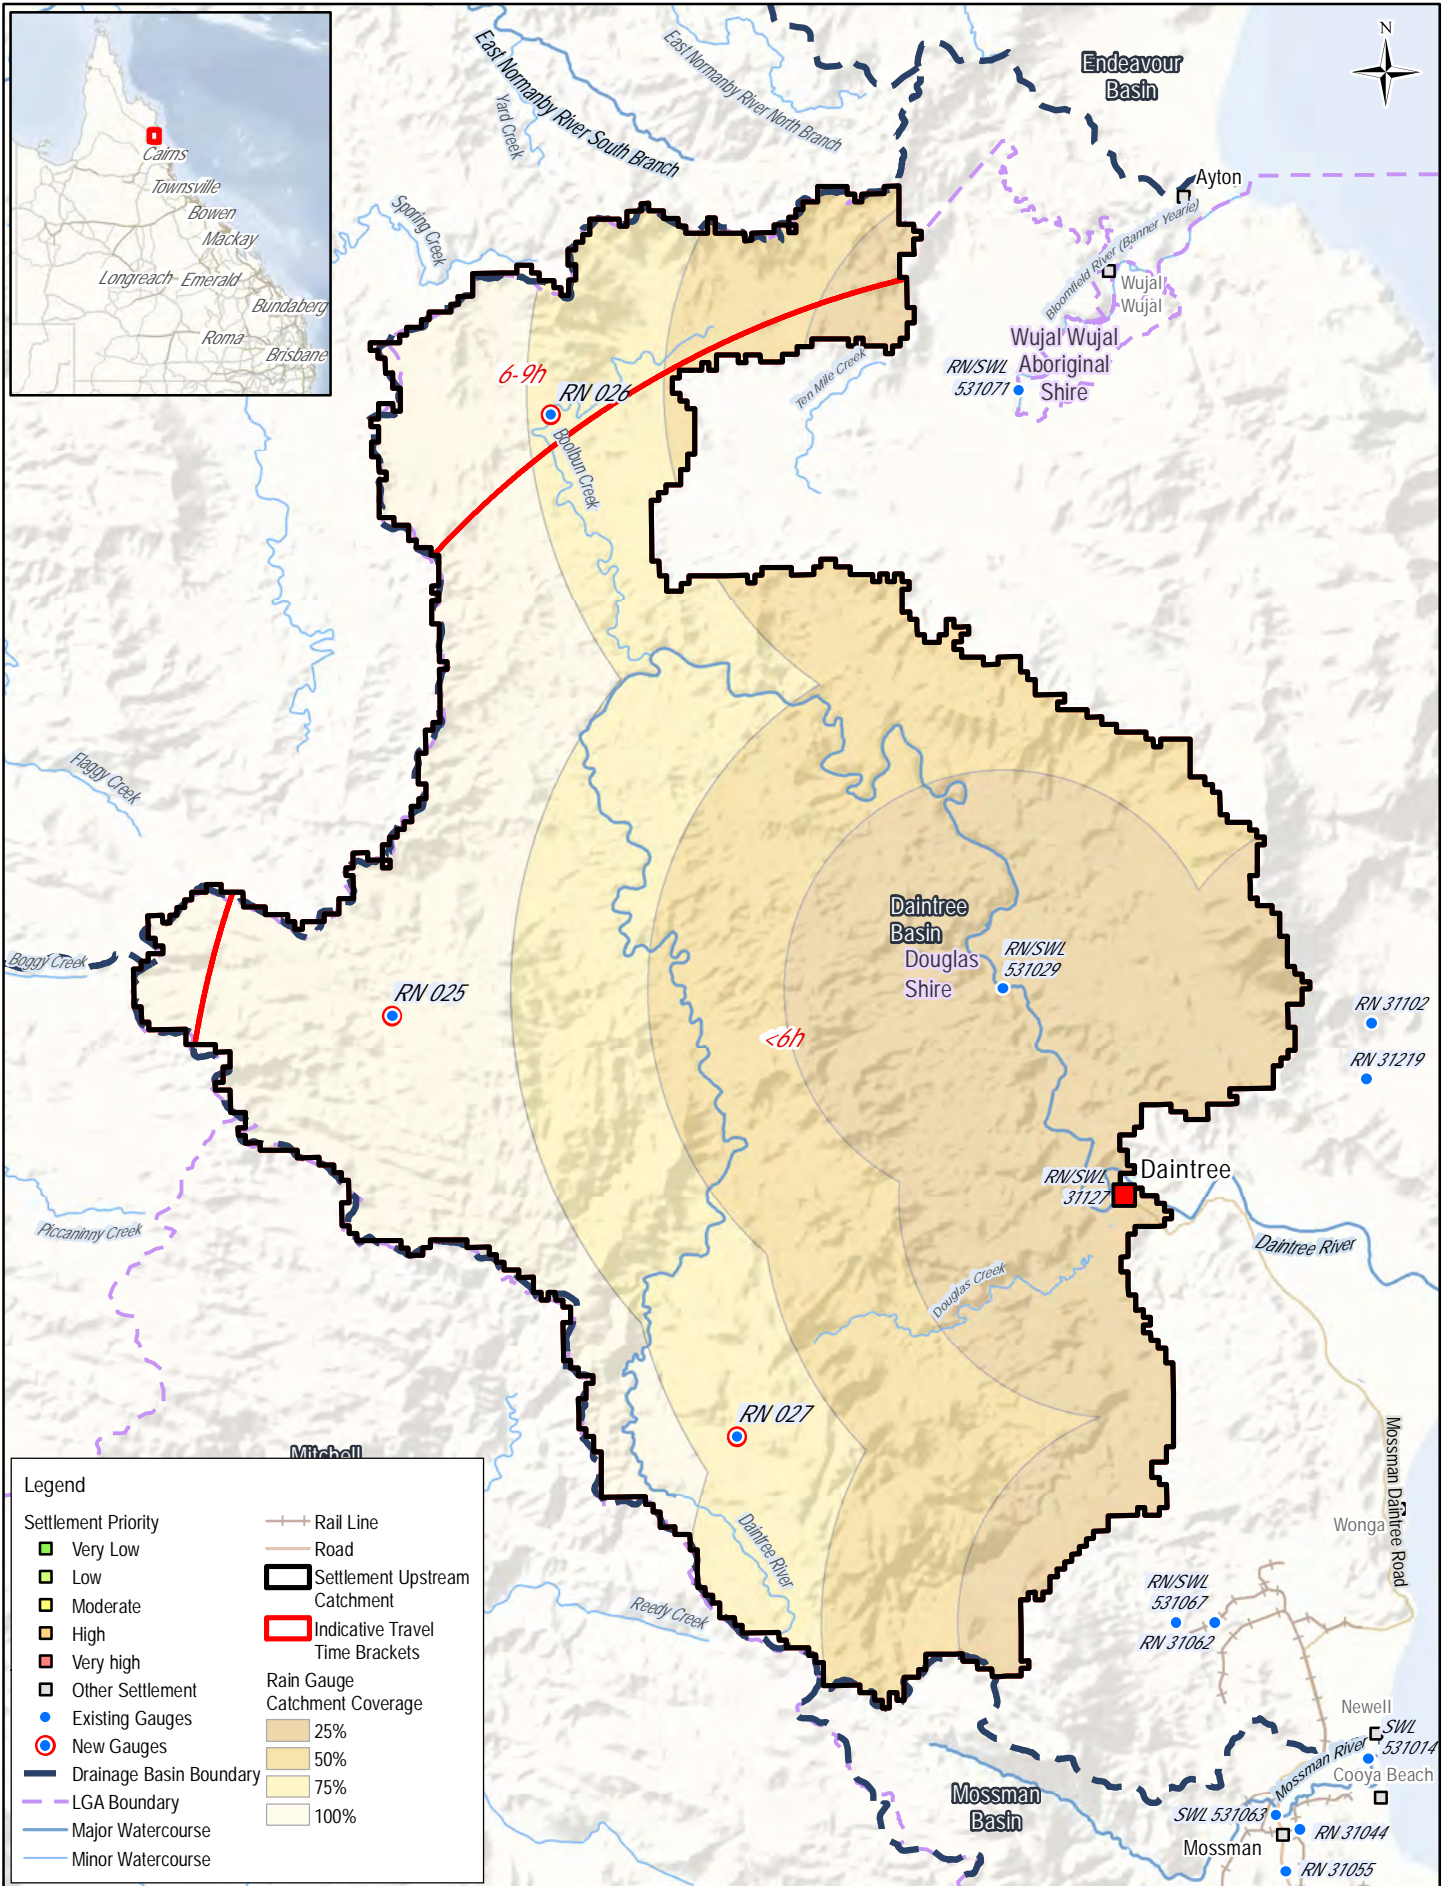 Cairns
Townsville
Bowen
Mackay
Longreach
Emerald
Bundaberg
Roma
Brisbane
N
East Normanby River South Branch
Yard Creek
East Normanby River North Branch
Endeavour
Basin
Ayton
Sporing Creek
Bloomfield River (Banner Yearie)
Wujal
Wujal
Wujal Wujal
Aboriginal
Shire
RN/SWL
531071
Ten Mile Creek
6-9h
RN 026
Boolbun Creek
Flaggy Creek
Boggy Creek
RN 025
Daintree
Basin
Douglas
Shire
RN/SWL
531029
<6h
RN 31102
RN 31219
RN/SWL
31127
Daintree
Daintree River
Piccaninny Creek
Douglas Creek
RN 027
Mitchell
Daintree River
Reedy Creek
Mossman Daintree Road
Wonga
RN/SWL
531067
RN 31062
Newell
SWL
531014
Mossman River
Cooya Beach
SWL 531063
RN 31044
Mossman
RN 31055
Mossman
Basin
Legend
Settlement Priority
Very Low
Low
Moderate
High
Very high
Other Settlement
Existing Gauges
New Gauges
Drainage Basin Boundary
LGA Boundary
Major Watercourse
Minor Watercourse
Rail Line
Road
Settlement Upstream
Catchment
Indicative Travel
Time Brackets
Rain Gauge
Catchment Coverage
25%
50%
75%
100%